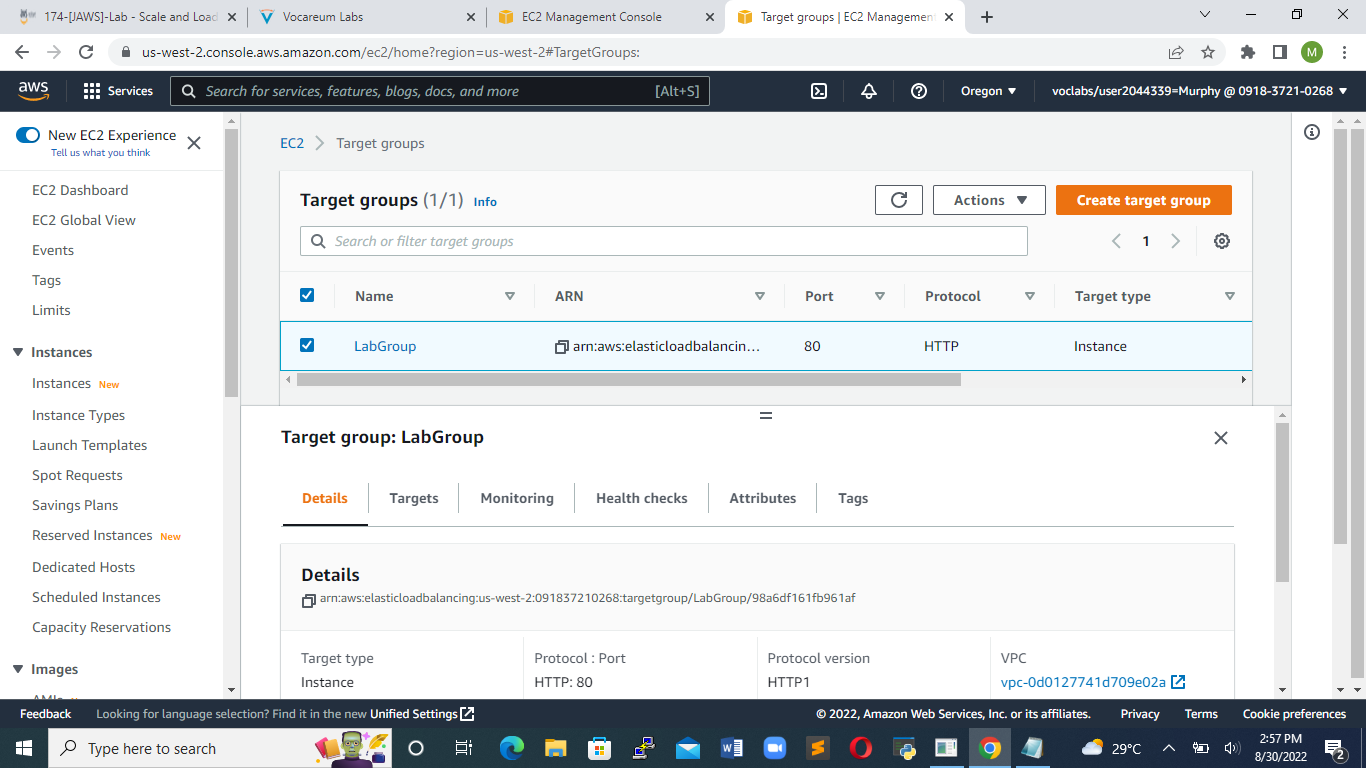 174-[JAWS]-Lab - Scale and Load
Vocareum Labs
EC2 Management Console
Target groups | EC2 Management
us-west-2.console.aws.amazon.com/ec2/home?region=us-west-2#TargetGroups:
M
aws
Services
Search for services, features, blogs, docs, and more
[Alt+S]
Oregon
voclabs/user2044339=Murphy @ 0918-3721-0268
New EC2 Experience
Tell us what you think
EC2 Dashboard
EC2 Global View
Events
Tags
Limits
Instances
Instances New
Instance Types
Launch Templates
Spot Requests
Savings Plans
Reserved Instances New
Dedicated Hosts
Scheduled Instances
Capacity Reservations
Images
EC2 > Target groups
Target groups (1/1) Info
Actions
Create target group
Search or filter target groups
1
Name ARN Port Protocol Target type
LabGroup arn:aws:elasticloadbalancin... 80 HTTP Instance
Target group: LabGroup
Details Targets Monitoring Health checks Attributes Tags
Details
arn:aws:elasticloadbalancing:us-west-2:091837210268:targetgroup/LabGroup/98a6df161fb961af
Target type Protocol : Port Protocol version VPC
Instance HTTP: 80 HTTP1 vpc-0d0127741d709e02a
Feedback Looking for language selection? Find it in the new Unified Settings © 2022, Amazon Web Services, Inc. or its affiliates. Privacy Terms Cookie preferences
Type here to search
29°C
2:57 PM
8/30/2022
2